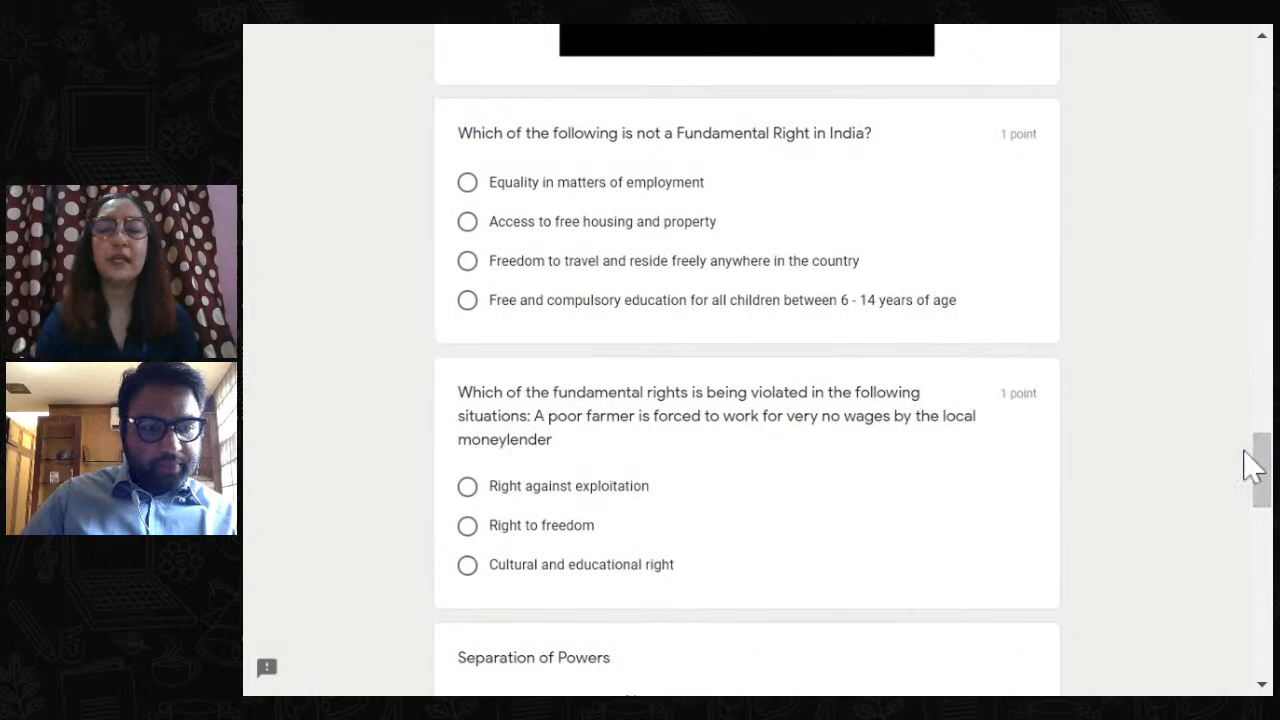 Which of the following is not a Fundamental Right in India?
1 point
Equality in matters of employment
Access to free housing and property
Freedom to travel and reside freely anywhere in the country
Free and compulsory education for all children between 6 - 14 years of age
Which of the fundamental rights is being violated in the following
1 point
situations: A poor farmer is forced to work for very no wages by the local
moneylender
Right against exploitation
Right to freedom
Cultural and educational right
Separation of Powers